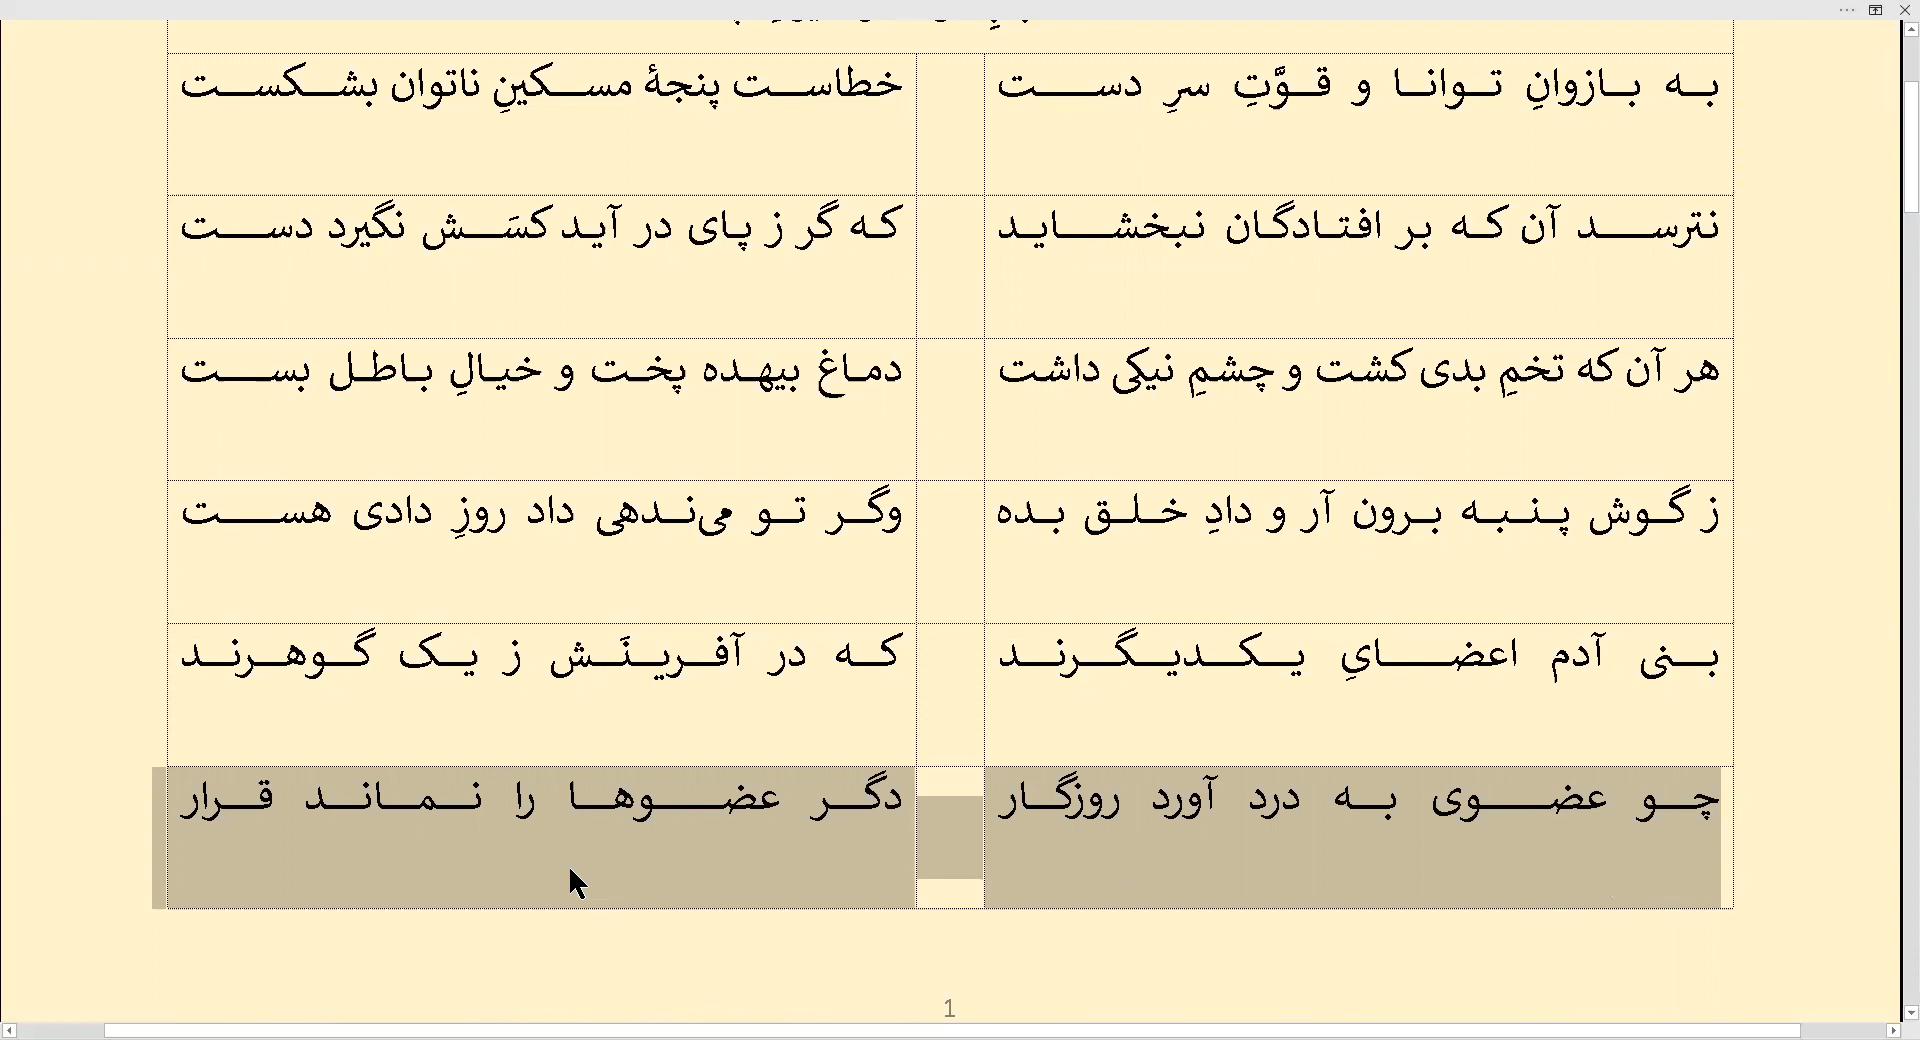 به بازوانِ توانا و قوَّتِ سرِ دست خطاست پنجهٔ مسکینِ ناتوان بشکست
نترسد آن که بر افتادگان نبخشاید که گر ز پای در آید کسَش نگیرد دست
هر آن که تخمِ بدی کشت و چشمِ نیکی داشت دماغ بیهده پخت و خیالِ باطل بست
ز گوش پنبه برون آر و دادِ خلق بده وگر تو می‌ندهی داد روزِ دادی هست
بنی آدم اعضایِ یکدیگرند که در آفرینَش ز یک گوهرند
چو عضوی به درد آورد روزگار دگر عضوها را نماند قرار
1